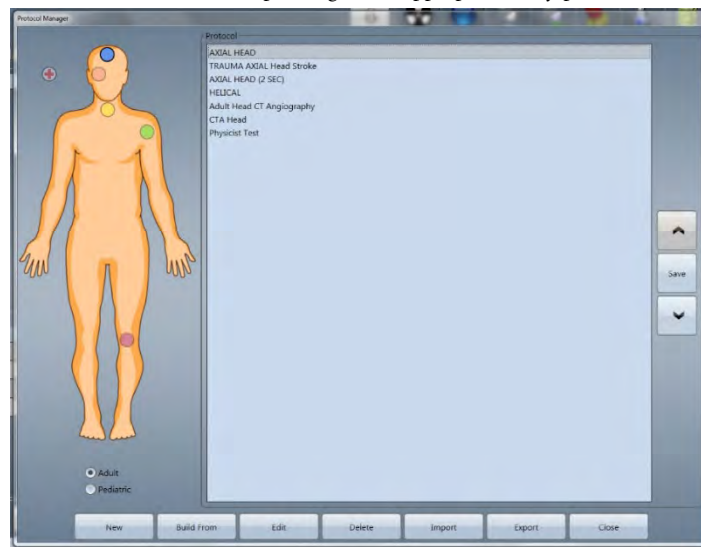 Protocol Manager
Protocol
AXIAL HEAD
TRAUMA AXIAL Head Stroke
AXIAL HEAD (2 SEC)
HELICAL
Adult Head CT Angiography
CTA Head
Physicist Test
Save
Adult
Pediatric
New
Build From
Edit
Delete
Import
Export
Close